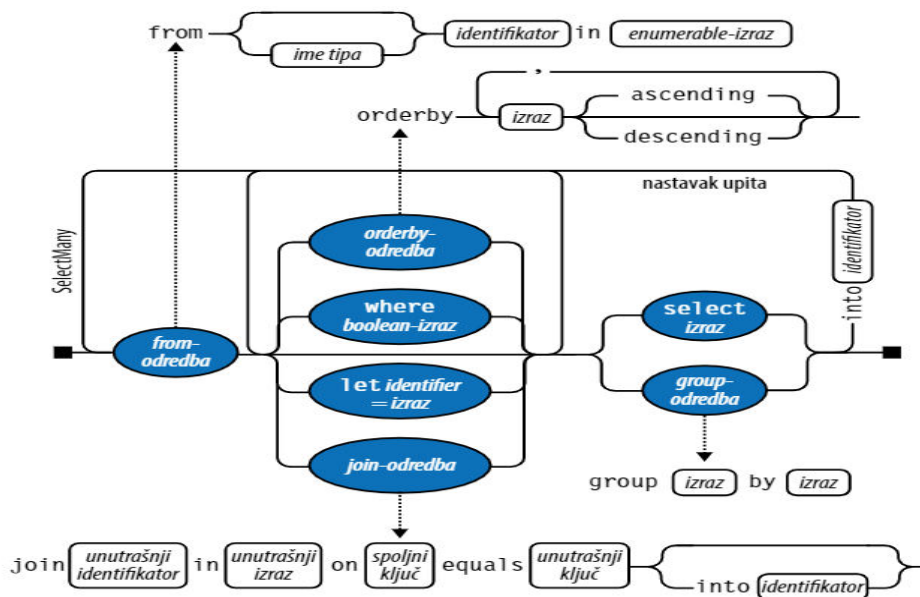 from ime tipa identifikator in enumerable-izraz
,
orderby izraz ascending
descending
nastavak upita
SelectMany
into identifikator
orderby-
odredba
where
boolean-izraz
select
izraz
from-
odredba
let identifier
= izraz
group-
odredba
join-odredba
group izraz by izraz
join unutrašnji identifikator in unutrašnji izraz on spoljni ključ equals unutrašnji ključ
into identifikator